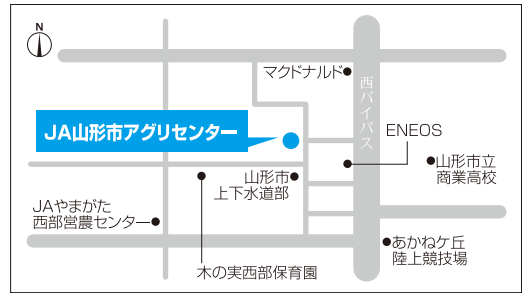 N
マクドナルド
西バイパス
JA山形市アグリセンター
ENEOS
山形市立
商業高校
山形市
上下水道部
JAやまがた
西部営農センター
あかねケ丘
陸上競技場
木の実西部保育園